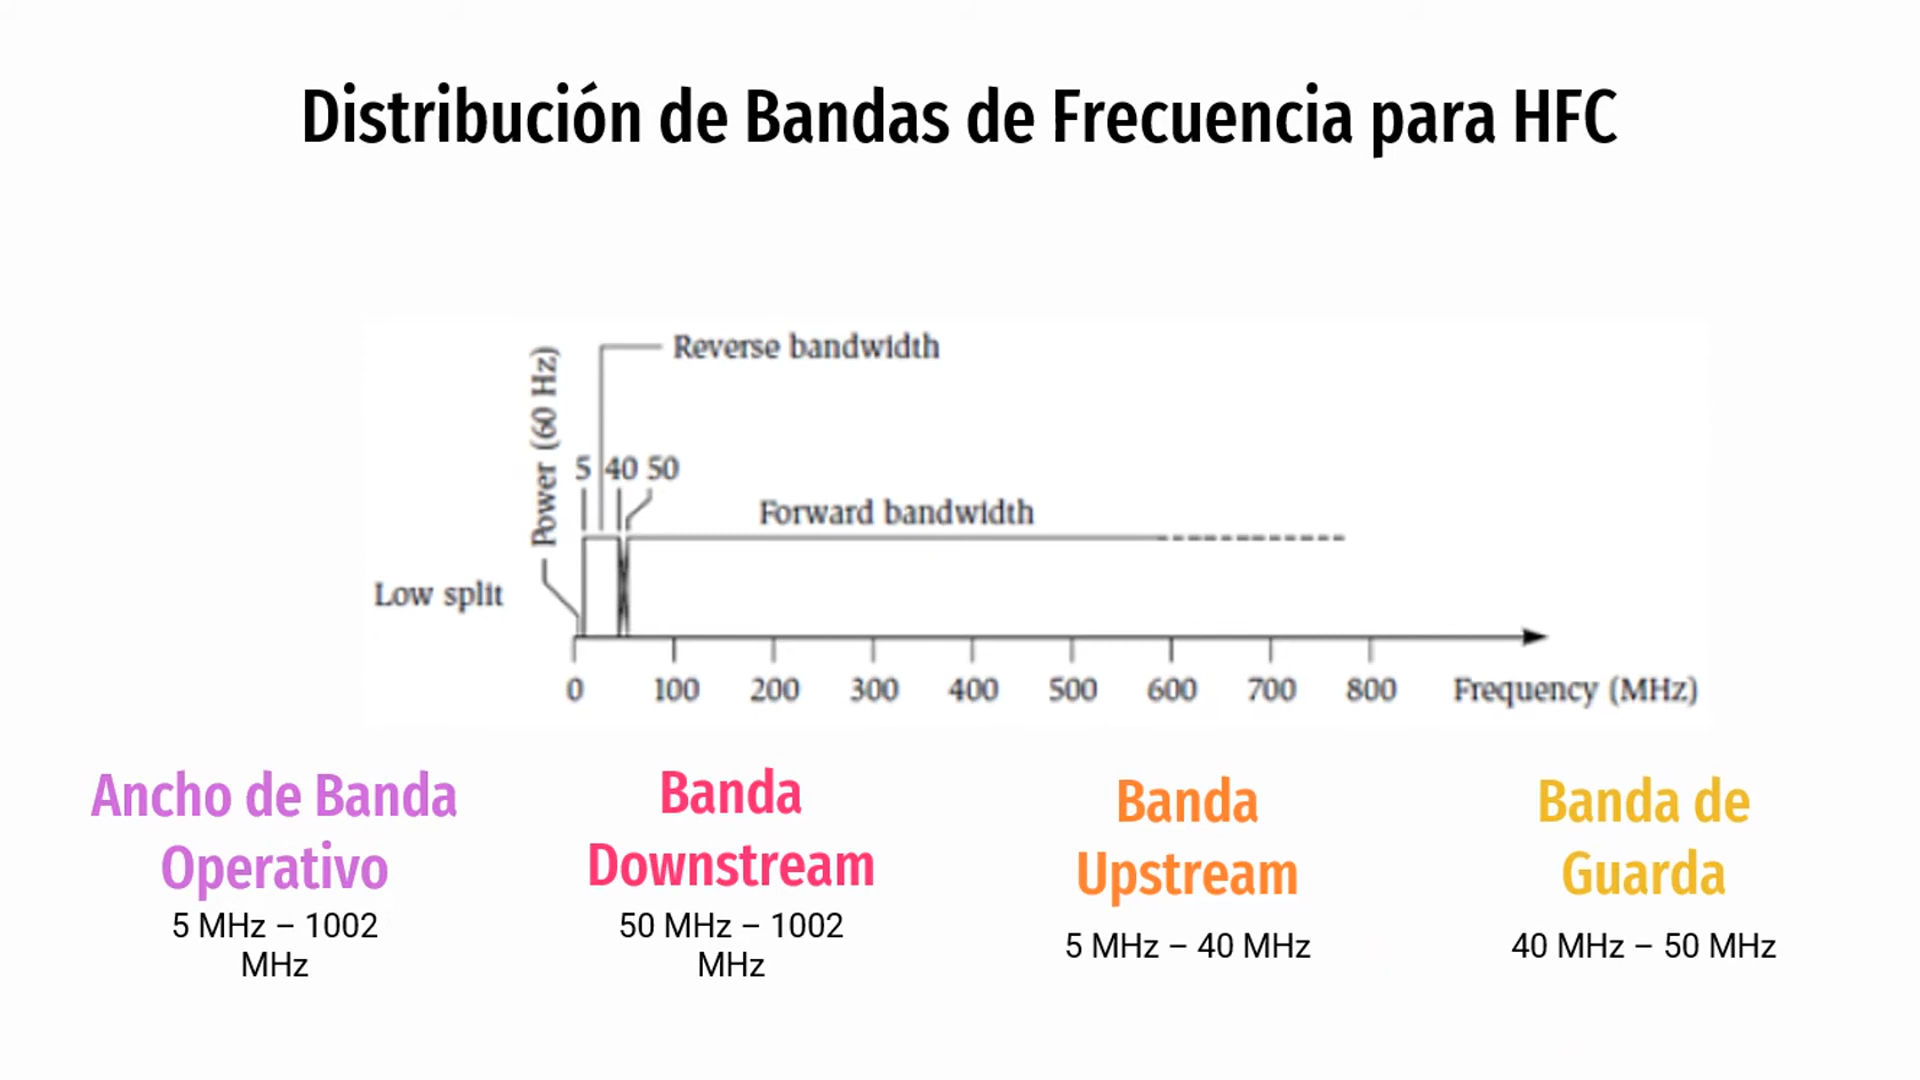 Distribución de Bandas de Frecuencia para HFC
Reverse bandwidth
Power (60 Hz)
5 40 50
Forward bandwidth
Low split
0 100 200 300 400 500 600 700 800 Frequency (MHz)
Ancho de Banda
Operativo
5 MHz – 1002
MHz
Banda
Downstream
50 MHz – 1002
MHz
Banda
Upstream
5 MHz – 40 MHz
Banda de
Guarda
40 MHz – 50 MHz